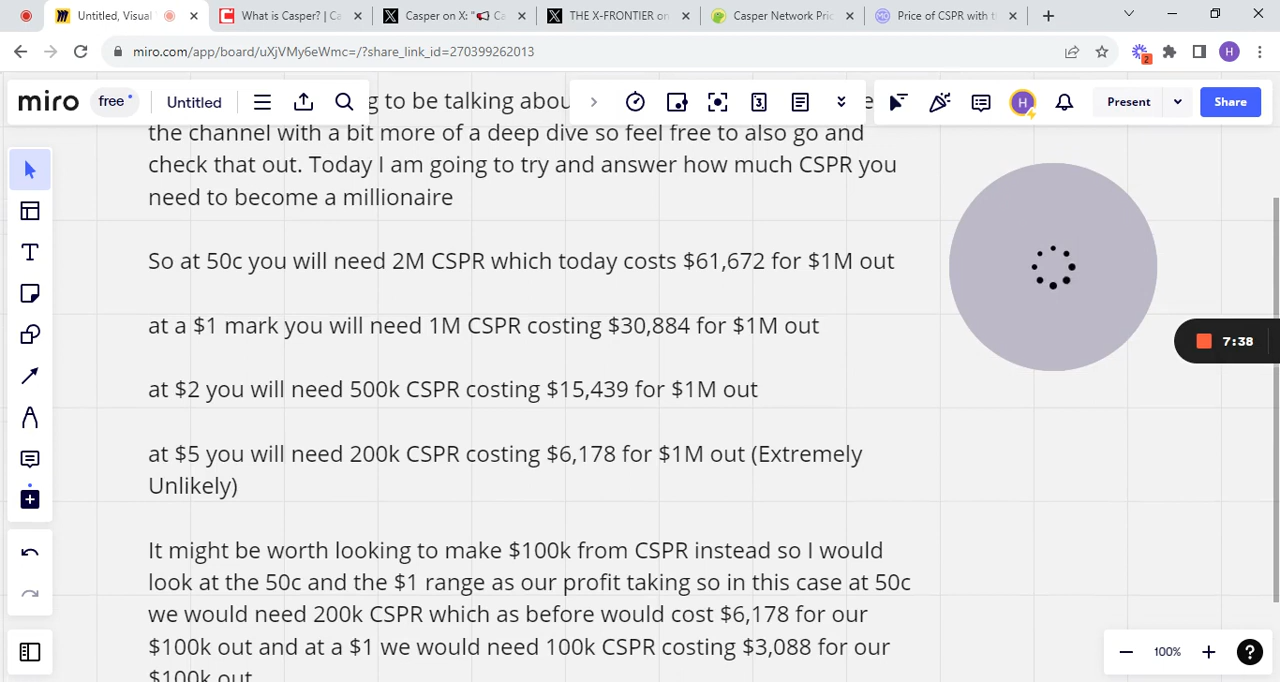 Untitled, Visual
What is Casper? | Ca
Casper on X: "📢 Ca
THE X-FRONTIER on
Casper Network Pric
Price of CSPR with t
miro.com/app/board/uXjVMy6eWmc=/?share_link_id=270399262013
2
H
miro free Untitled
3
H
Present
Share
g to be talking abou
the channel with a bit more of a deep dive so feel free to also go and
check that out. Today I am going to try and answer how much CSPR you
need to become a millionaire
So at 50c you will need 2M CSPR which today costs $61,672 for $1M out
at a $1 mark you will need 1M CSPR costing $30,884 for $1M out
at $2 you will need 500k CSPR costing $15,439 for $1M out
at $5 you will need 200k CSPR costing $6,178 for $1M out (Extremely
Unlikely)
It might be worth looking to make $100k from CSPR instead so I would
look at the 50c and the $1 range as our profit taking so in this case at 50c
we would need 200k CSPR which as before would cost $6,178 for our
$100k out and at a $1 we would need 100k CSPR costing $3,088 for our
$100k out
7:38
100%